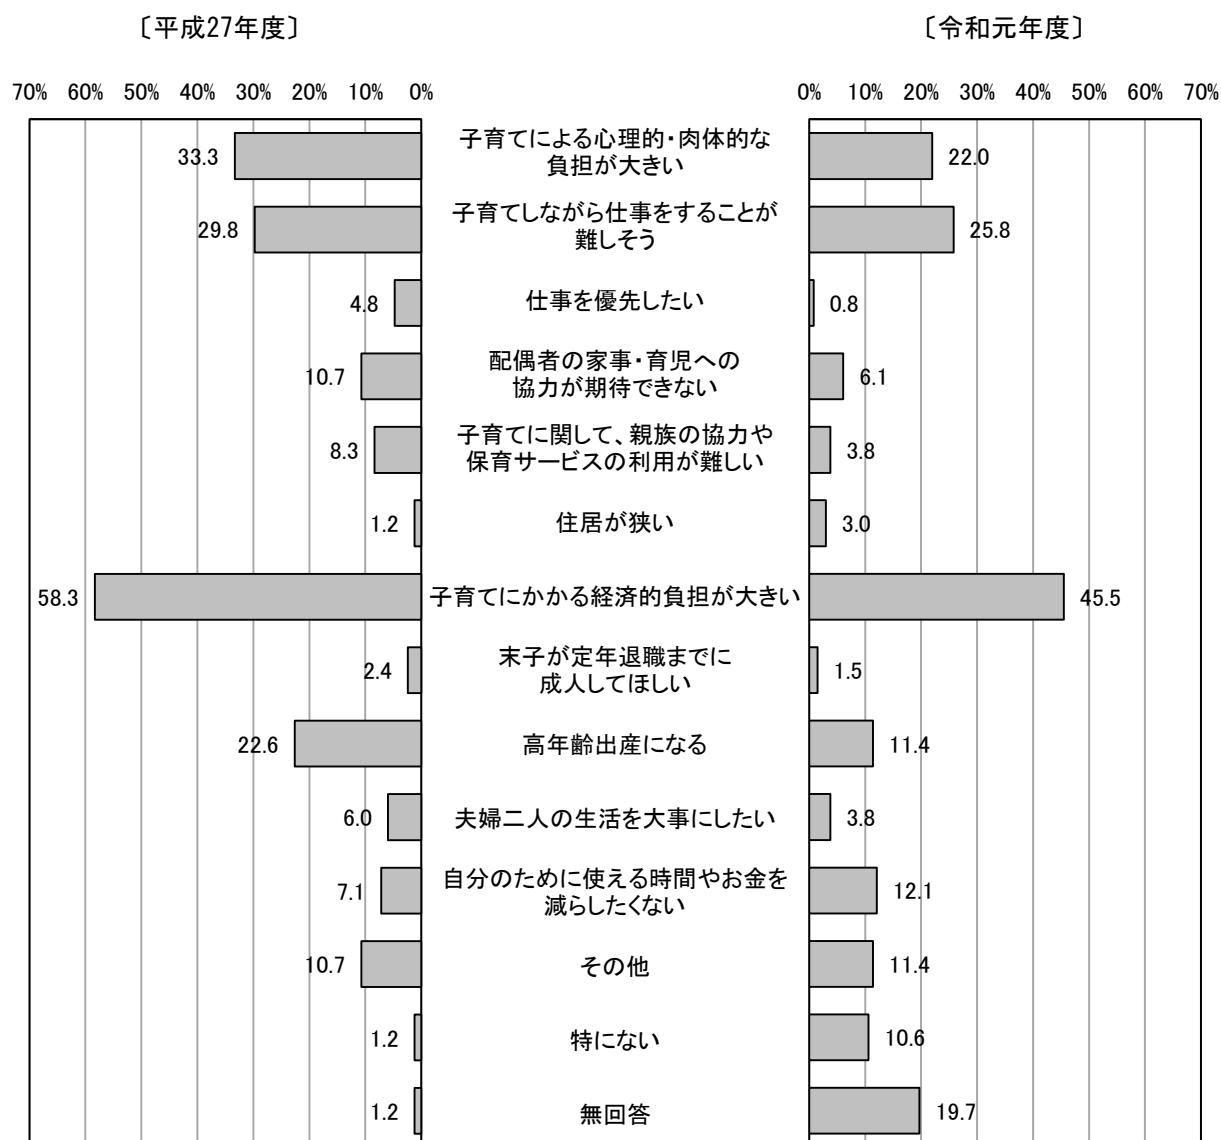 〔平成27年度〕 〔令和元年度〕
70% 60% 50% 40% 30% 20% 10% 0% 0% 10% 20% 30% 40% 50% 60% 70%
子育てによる心理的・肉体的な
負担が大きい
33.3 22.0
子育てしながら仕事をすることが
難しそう
29.8 25.8
4.8 仕事を優先したい 0.8
配偶者の家事・育児への
協力が期待できない
10.7 6.1
子育てに関して、親族の協力や
保育サービスの利用が難しい
8.3 3.8
1.2 住居が狭い 3.0
58.3 子育てにかかる経済的負担が大きい 45.5
末子が定年退職までに
成人してほしい
2.4 1.5
22.6 高年齢出産になる 11.4
6.0 夫婦二人の生活を大事にしたい 3.8
自分のために使える時間やお金を
減らしたくない
7.1 12.1
10.7 その他 11.4
1.2 特にない 10.6
1.2 無回答 19.7